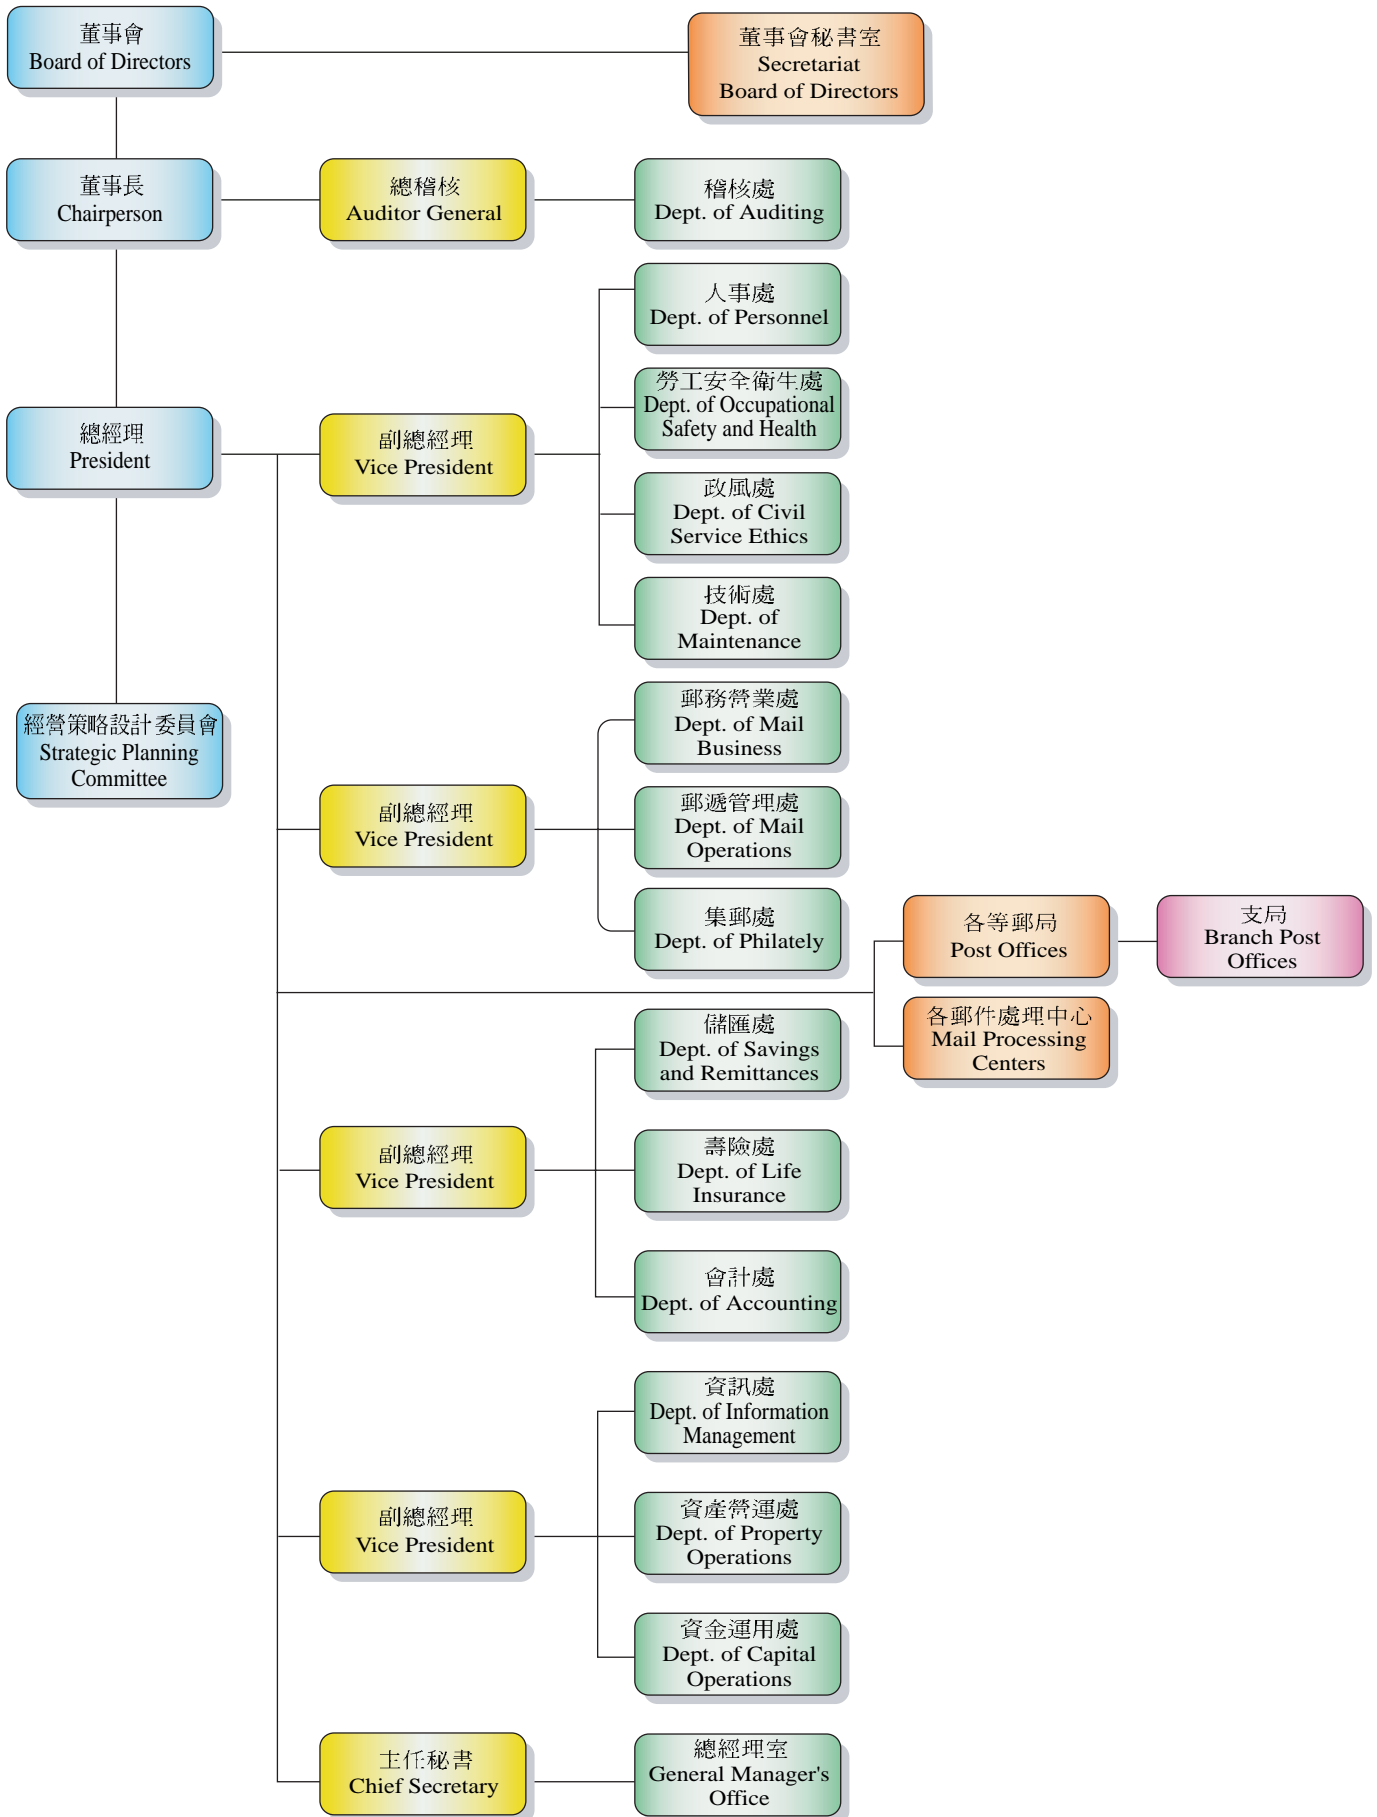 董事會
Board of Directors
董事會秘書室
Secretariat
Board of Directors
董事長
Chairperson
總稽核
Auditor General
稽核處
Dept. of Auditing
人事處
Dept. of Personnel
勞工安全衛生處
Dept. of Occupational
Safety and Health
總經理
President
副總經理
Vice President
政風處
Dept. of Civil
Service Ethics
技術處
Dept. of
Maintenance
經營策略設計委員會
Strategic Planning
Committee
郵務營業處
Dept. of Mail
Business
副總經理
Vice President
郵遞管理處
Dept. of Mail
Operations
集郵處
Dept. of Philately
各等郵局
Post Offices
支局
Branch Post
Offices
各郵件處理中心
Mail Processing
Centers
儲匯處
Dept. of Savings
and Remittances
副總經理
Vice President
壽險處
Dept. of Life
Insurance
會計處
Dept. of Accounting
資訊處
Dept. of Information
Management
副總經理
Vice President
資產營運處
Dept. of Property
Operations
資金運用處
Dept. of Capital
Operations
主任秘書
Chief Secretary
總經理室
General Manager's
Office